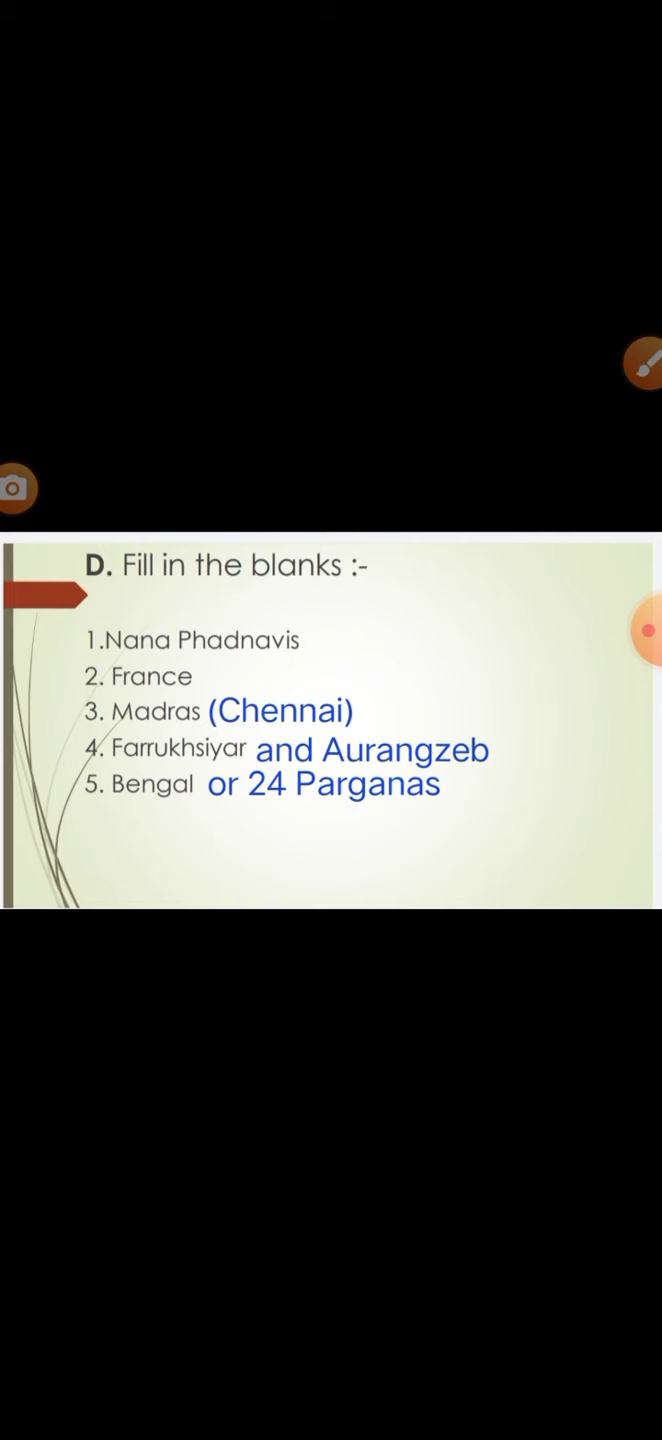 D. Fill in the blanks :-
1.Nana Phadnavis
2. France
3. Madras (Chennai)
4. Farrukhsiyar and Aurangzeb
5. Bengal or 24 Parganas